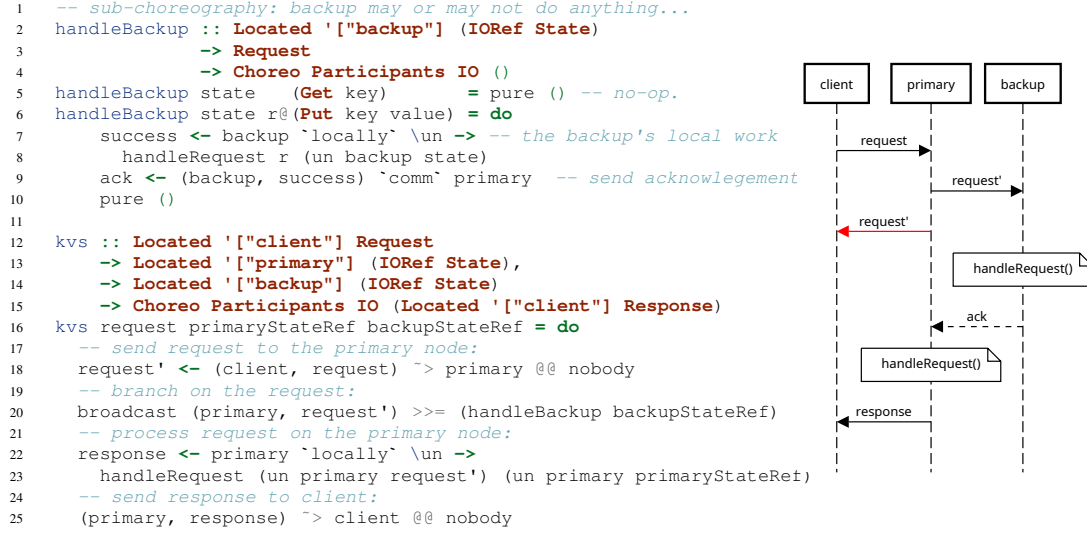 1 -- sub-choreography: backup may or may not do anything...
2 handleBackup :: Located '["backup"] (IORef State)
3 -> Request
4 -> Choreo Participants IO ()
5 handleBackup state (Get key) = pure () -- no-op.
6 handleBackup state r@(Put key value) = do
7 success <- backup `locally` \un -> -- the backup's local work
8 handleRequest r (un backup state)
9 ack <- (backup, success) `comm` primary -- send acknowlegement
10 pure ()
11
12 kvs :: Located '["client"] Request
13 -> Located '["primary"] (IORef State),
14 -> Located '["backup"] (IORef State)
15 -> Choreo Participants IO (Located '["client"] Response)
16 kvs request primaryStateRef backupStateRef = do
17 -- send request to the primary node:
18 request' <- (client, request) ~> primary @@ nobody
19 -- branch on the request:
20 broadcast (primary, request') >>= (handleBackup backupStateRef)
21 -- process request on the primary node:
22 response <- primary `locally` \un ->
23 handleRequest (un primary request') (un primary primaryStateRef)
24 -- send response to client:
25 (primary, response) ~> client @@ nobody
client primary backup
request
request'
request'
handleRequest()
ack
handleRequest()
response